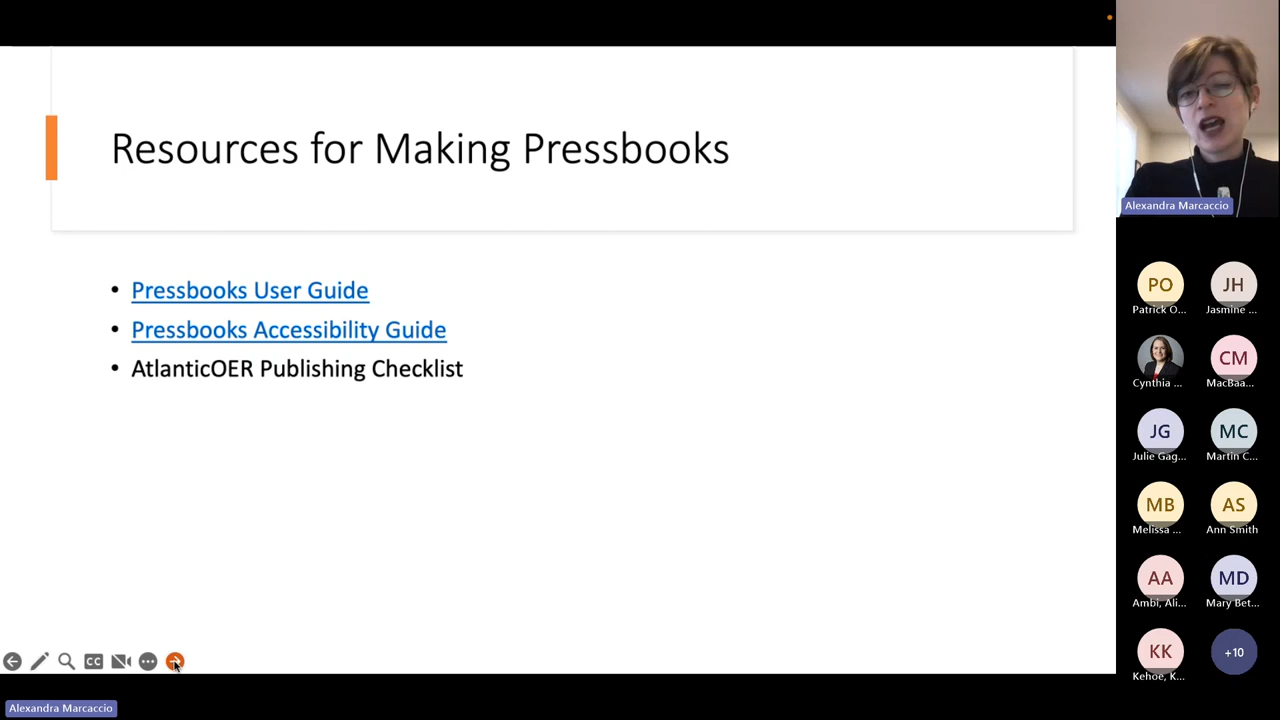 Resources for Making Pressbooks
• Pressbooks User Guide
• Pressbooks Accessibility Guide
• AtlanticOER Publishing Checklist
CC
Alexandra Marcaccio
Alexandra Marcaccio
PO
JH
Patrick O...
Jasmine ...
CM
Cynthia ...
MacBaa...
JG
MC
Julie Gag...
Martin C...
MB
AS
Melissa ...
Ann Smith
AA
MD
Ambi, Ali...
Mary Bet...
KK
+10
Kehoe, K...